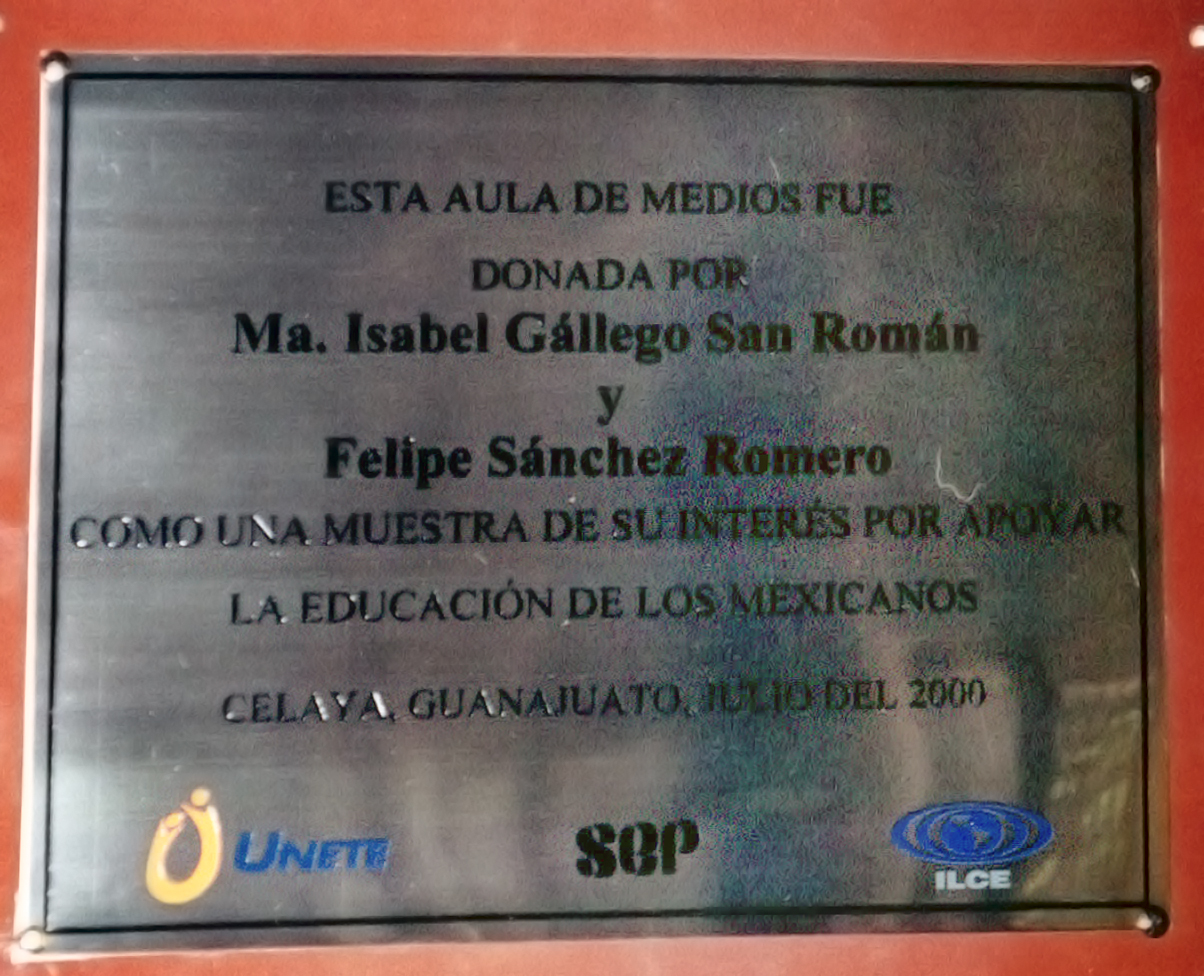 ESTA AULA DE MEDIOS FUE
DONADA POR
Ma. Isabel Gállego San Román
y
Felipe Sánchez Romero
COMO UNA MUESTRA DE SU INTERÉS POR APOYAR
LA EDUCACIÓN DE LOS MEXICANOS
CELAYA, GUANAJUATO, JULIO DEL 2000
UNETE
SEP
ILCE